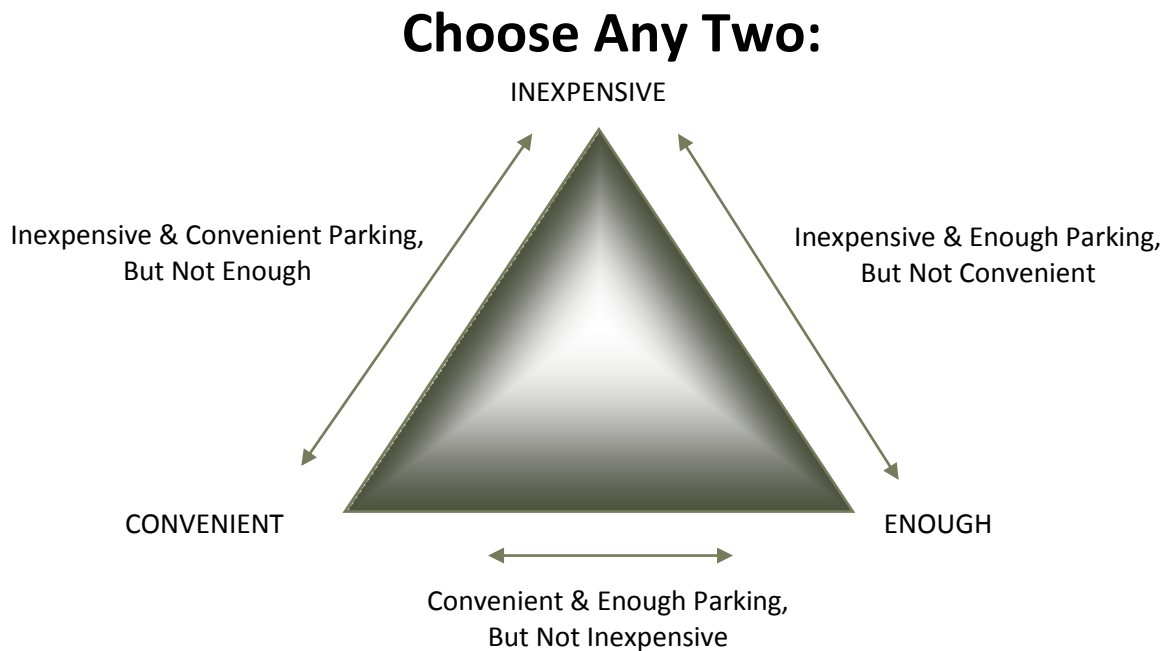 Choose Any Two:
INEXPENSIVE
Inexpensive & Convenient Parking,
But Not Enough
Inexpensive & Enough Parking,
But Not Convenient
CONVENIENT
ENOUGH
Convenient & Enough Parking,
But Not Inexpensive